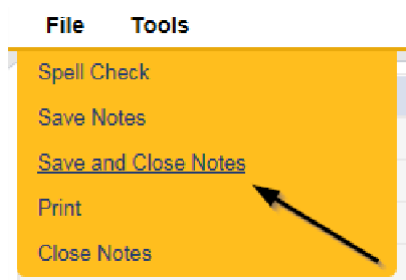 File Tools
Spell Check
Save Notes
Save and Close Notes
Print
Close Notes